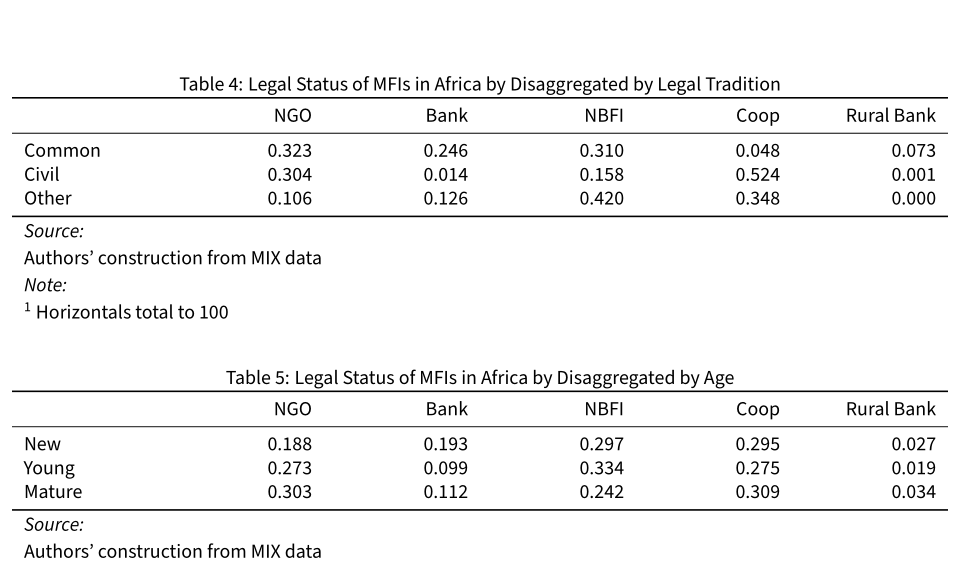 Table 4: Legal Status of MFIs in Africa by Disaggregated by Legal Tradition
NGO Bank NBFI Coop Rural Bank
Common 0.323 0.246 0.310 0.048 0.073
Civil 0.304 0.014 0.158 0.524 0.001
Other 0.106 0.126 0.420 0.348 0.000
Source:
Authors’ construction from MIX data
Note:
1 Horizontals total to 100
Table 5: Legal Status of MFIs in Africa by Disaggregated by Age
NGO Bank NBFI Coop Rural Bank
New 0.188 0.193 0.297 0.295 0.027
Young 0.273 0.099 0.334 0.275 0.019
Mature 0.303 0.112 0.242 0.309 0.034
Source:
Authors’ construction from MIX data